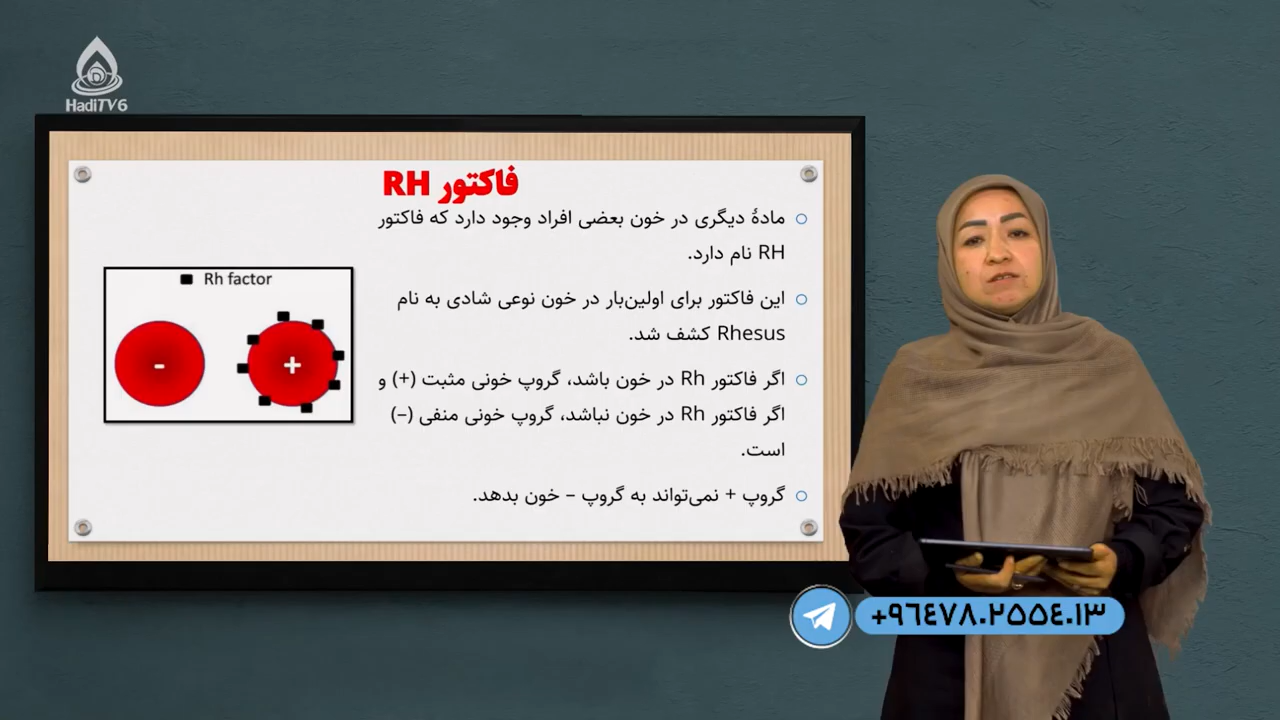 HadiTV6
فاکتور RH
مادهٔ دیگری در خون بعضی افراد وجود دارد که فاکتور
RH نام دارد.
این فاکتور برای اولین‌بار در خون نوعی شادی به نام
Rhesus کشف شد.
اگر فاکتور Rh در خون باشد، گروپ خونی مثبت (+) و
اگر فاکتور Rh در خون نباشد، گروپ خونی منفی (–)
است.
گروپ + نمی‌تواند به گروپ – خون بدهد.
Rh factor
-
+
+٩٦٤٧٨٠٢٥٥٤٠١٣